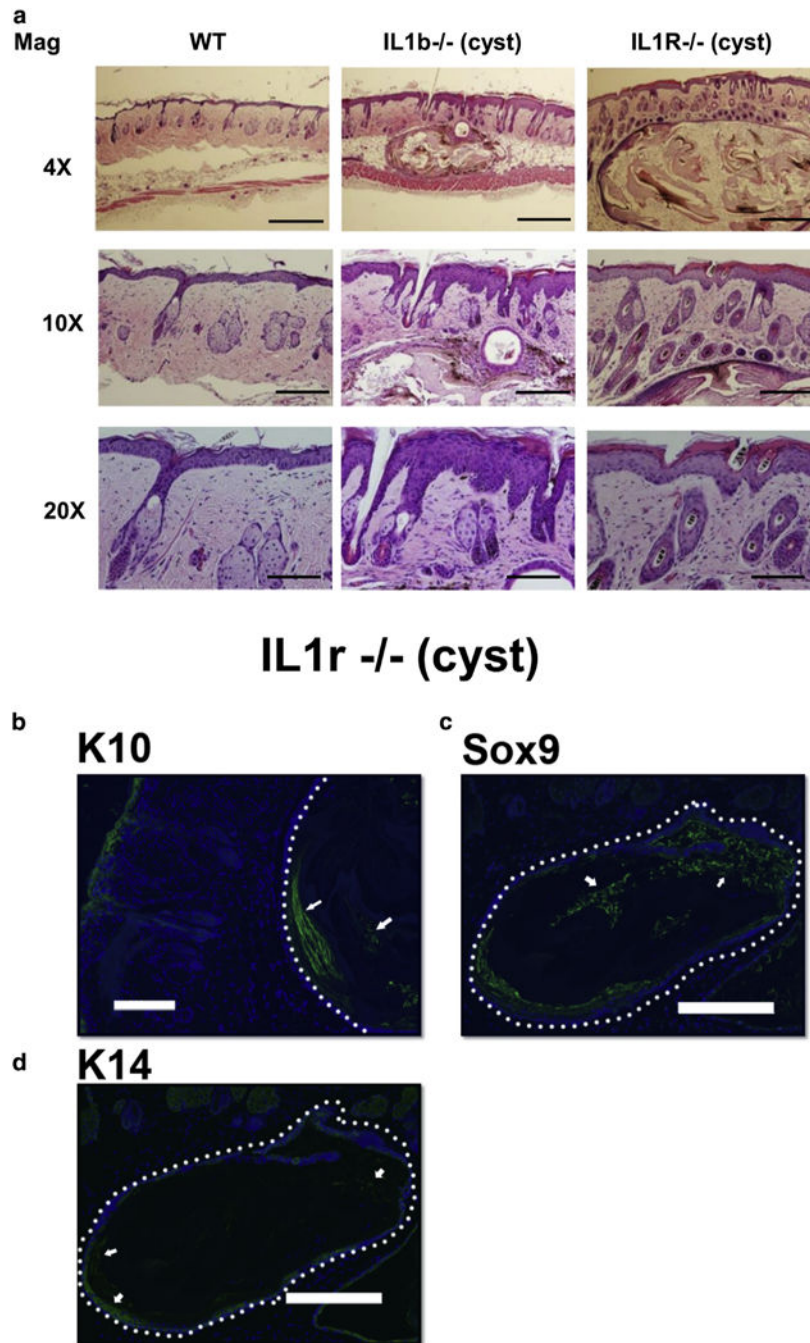 a
Mag WT IL1b-/- (cyst) IL1R-/- (cyst)
4X
10X
20X
IL1r -/- (cyst)
b
K10
c
Sox9
d
K14